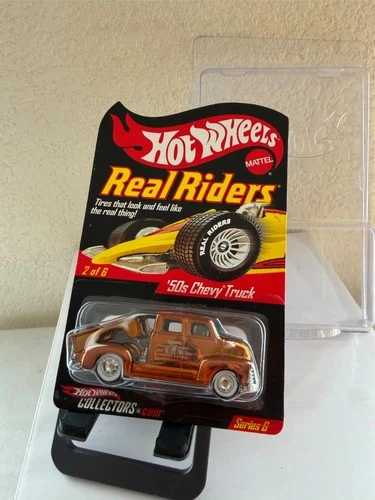 Hot Wheels
MATTEL
Real Riders
Tires that look and feel like
the real thing!
REAL RIDERS
2 of 6
'50s Chevy Truck
Hot Wheels
COLLECTORS.COM
Series 6